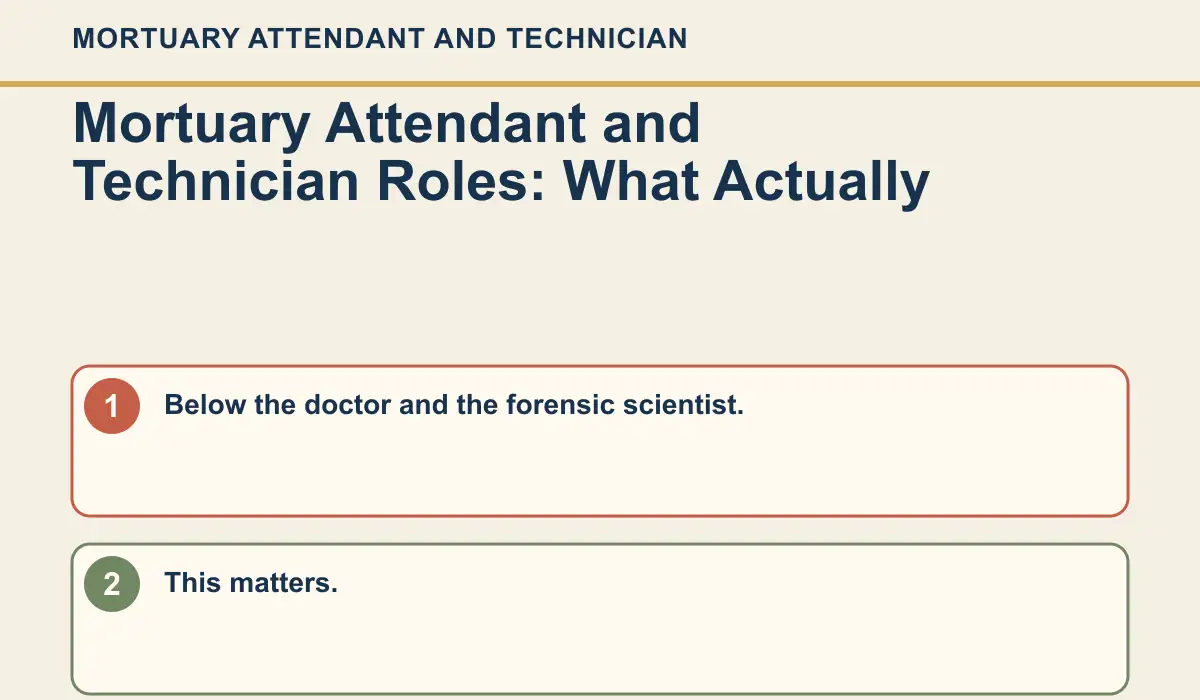 MORTUARY ATTENDANT AND TECHNICIAN
Mortuary Attendant and
Technician Roles: What Actually
1 Below the doctor and the forensic scientist.
2 This matters.